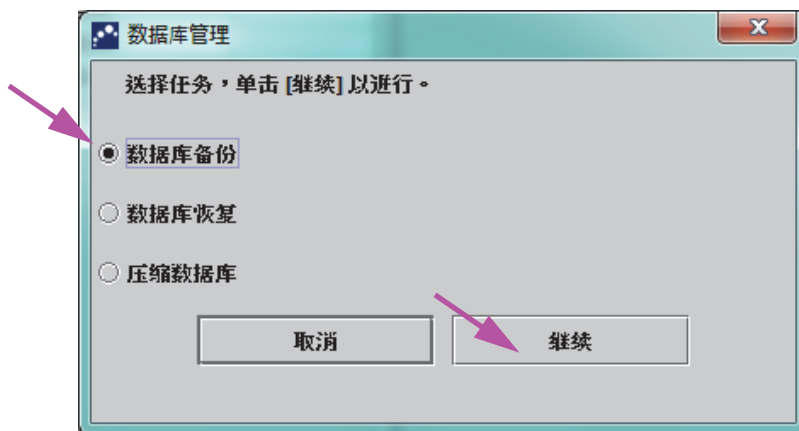 数据库管理
选择任务，单击 [继续] 以进行。
数据库备份
数据库恢复
压缩数据库
取消
继续